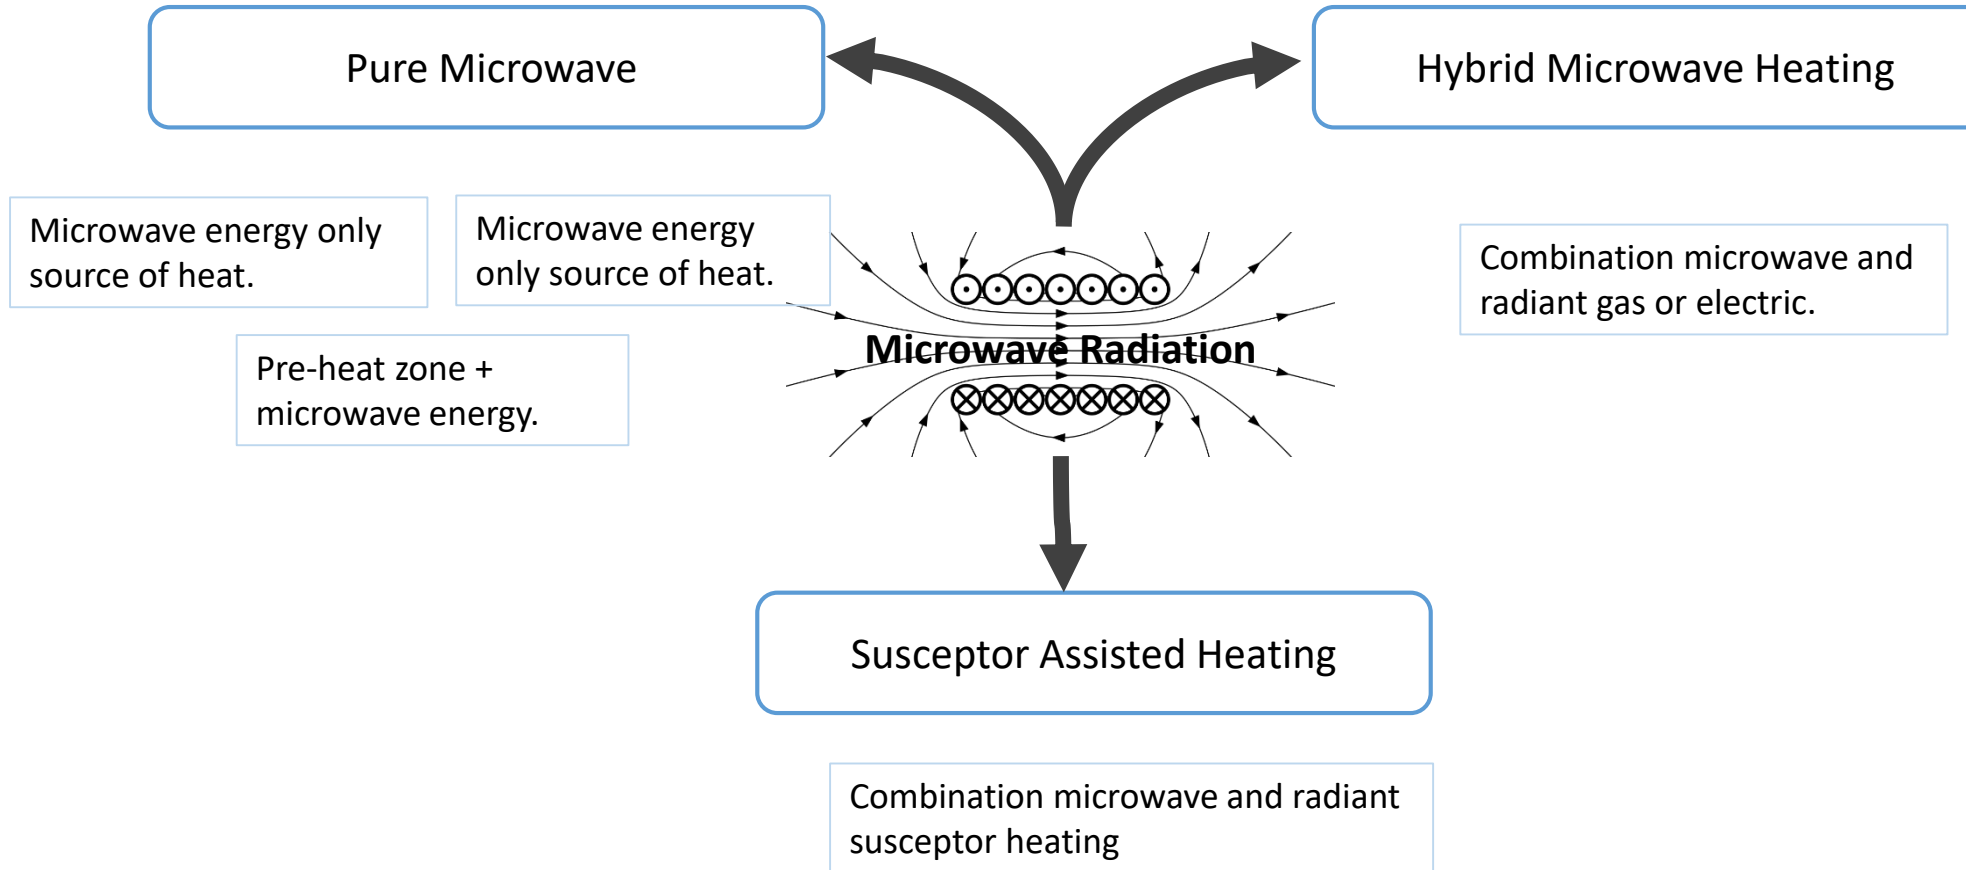 Pure Microwave
Hybrid Microwave Heating
Microwave energy only
source of heat.
Microwave energy
only source of heat.
Pre-heat zone +
microwave energy.
Combination microwave and
radiant gas or electric.
Microwave Radiation
Susceptor Assisted Heating
Combination microwave and radiant
susceptor heating